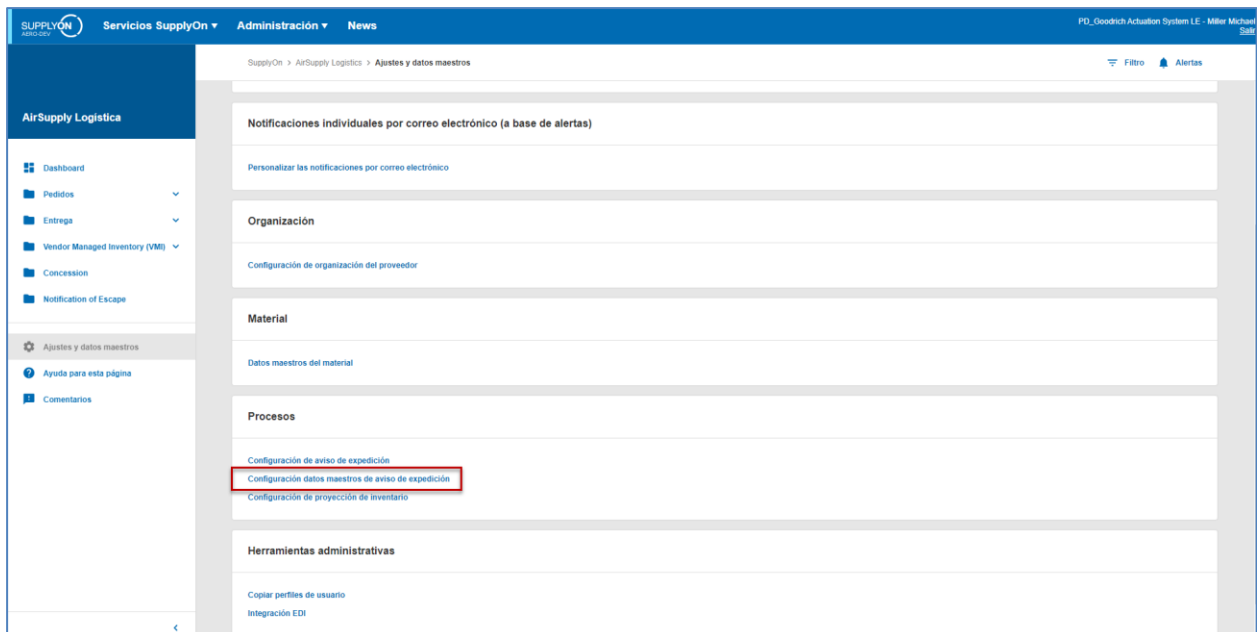 SUPPLYON
AERO-DEV
Servicios SupplyOn ▾ Administración ▾ News
PD_Goodrich Actuation System LE - Miller Michael
Salir
SupplyOn > AirSupply Logistics > Ajustes y datos maestros
Filtro Alertas
AirSupply Logística
Dashboard
Pedidos
Entrega
Vendor Managed Inventory (VMI)
Concession
Notification of Escape
Ajustes y datos maestros
Ayuda para esta página
Comentarios
Notificaciones individuales por correo electrónico (a base de alertas)
Personalizar las notificaciones por correo electrónico
Organización
Configuración de organización del proveedor
Material
Datos maestros del material
Procesos
Configuración de aviso de expedición
Configuración datos maestros de aviso de expedición
Configuración de proyección de inventario
Herramientas administrativas
Copiar perfiles de usuario
Integración EDI